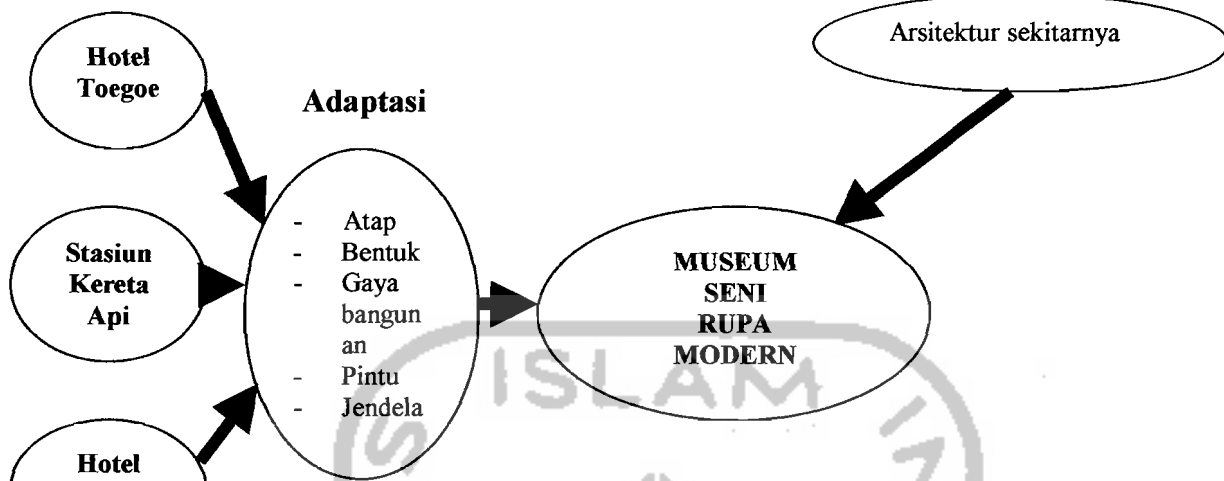 Hotel
Toegoe
Adaptasi
Arsitektur sekitarnya
- Atap
- Bentuk
- Gaya
bangun
an
- Pintu
- Jendela
Stasiun
Kereta
Api
MUSEUM
SENI
RUPA
MODERN
Hotel
ISLAM